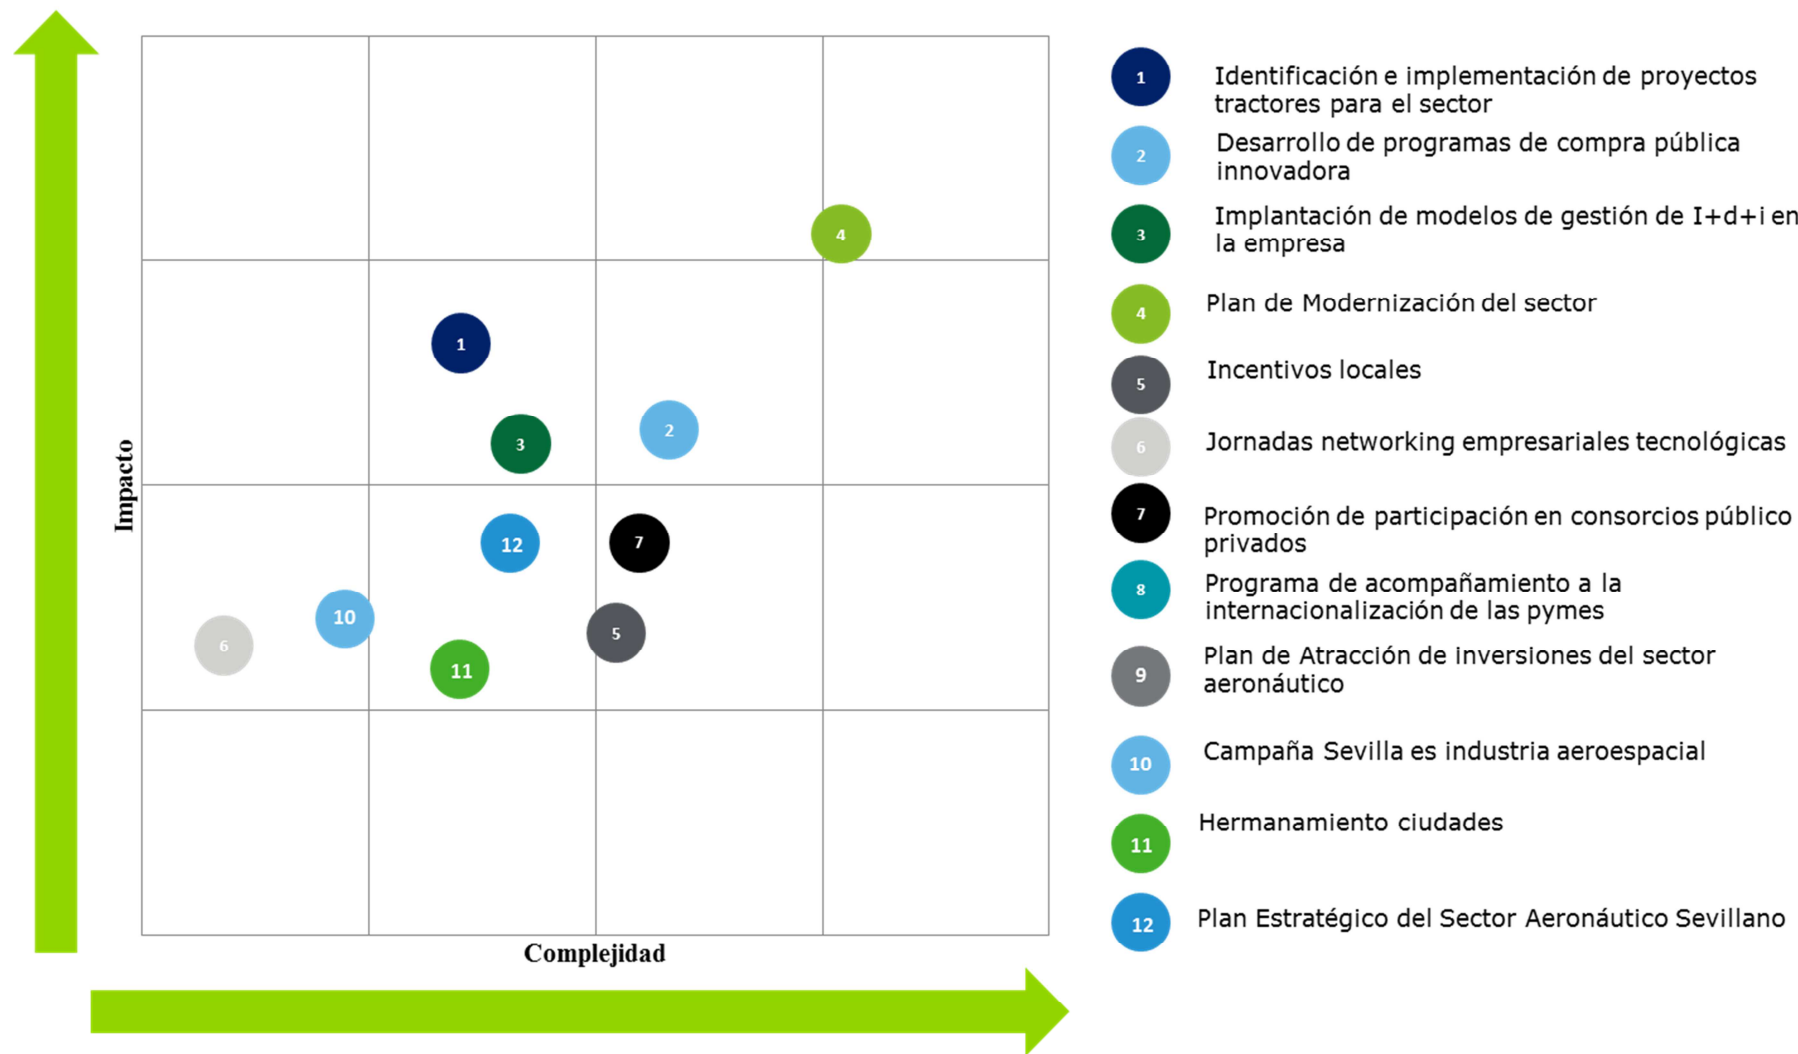 4
1
3
2
12
7
10
6
5
11
Impacto
Complejidad
1
Identificación e implementación de proyectos
tractores para el sector
2
Desarrollo de programas de compra pública
innovadora
3
Implantación de modelos de gestión de I+d+i en
la empresa
4
Plan de Modernización del sector
5
Incentivos locales
6
Jornadas networking empresariales tecnológicas
7
Promoción de participación en consorcios público
privados
8
Programa de acompañamiento a la
internacionalización de las pymes
9
Plan de Atracción de inversiones del sector
aeronáutico
10
Campaña Sevilla es industria aeroespacial
11
Hermanamiento ciudades
12
Plan Estratégico del Sector Aeronáutico Sevillano